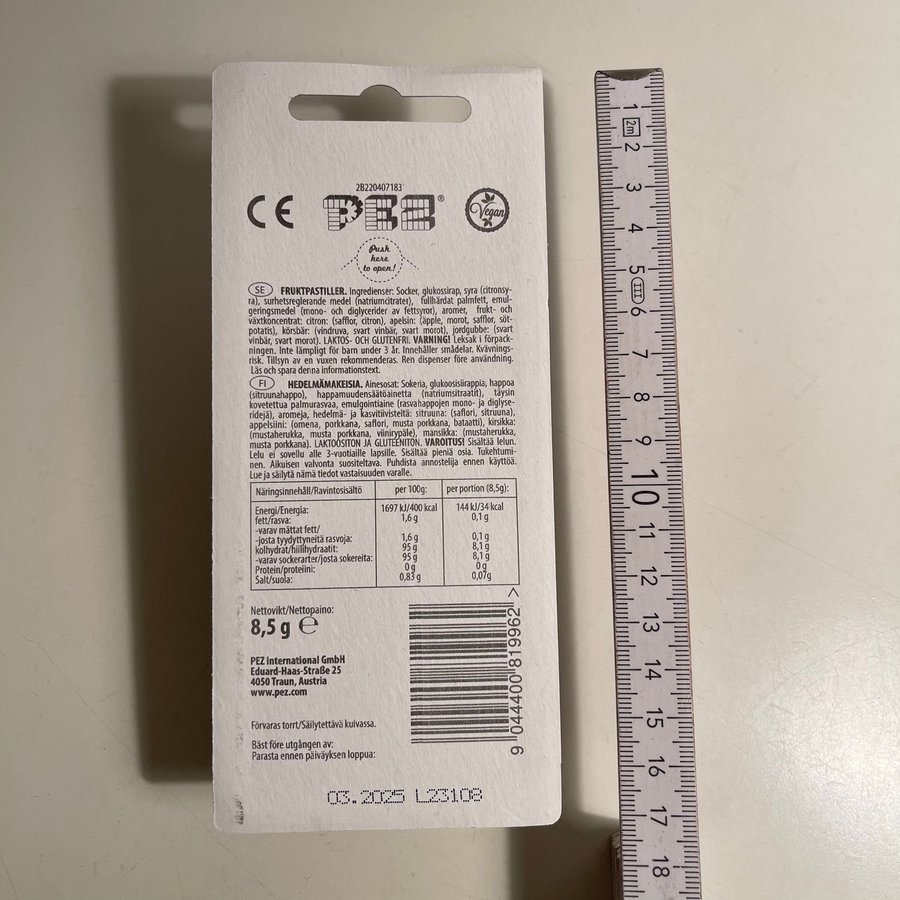 2B220407183
CE PEZ® Vegan
Push
here
to open!
SE FRUKTPASTILLER. Ingredienser: Socker, glukossirap, syra (citronsy-
ra), surhetsreglerande medel (natriumcitrater), fullhärdat palmfett, emul-
geringsmedel (mono- och diglycerider av fettsyror), aromer, frukt- och
växtkoncentrat: citron: (safflor, citron), apelsin: (äpple, morot, safflor, söt-
potatis), körsbär: (vindruva, svart vinbär, svart morot), jordgubbe: (svart
vinbär, svart morot). LAKTOS- OCH GLUTENFRI. VARNING! Leksak i förpack-
ningen. Inte lämpligt för barn under 3 år. Innehåller smådelar. Kvävnings-
risk. Tillsyn av en vuxen rekommenderas. Ren dispenser före användning.
Läs och spara denna informationstext.
FI HEDELMÄMAKEISIA. Ainesosat: Sokeria, glukoosisiirappia, happoa
(sitruunahappo), happamuudensäätöainetta (natriumsitraatit), täysin
kovetettua palmurasvaa, emulgointiaine (rasvahappojen mono- ja diglyse-
ridejä), aromeja, hedelmä- ja kasvitiivisteitä: sitruuna: (saflori, sitruuna),
appelsiini: (omena, porkkana, saflori, musta porkkana, bataatti), kirsikka:
(mustaherukka, musta porkkana, viinirypäle), mansikka: (mustaherukka,
musta porkkana). LAKTOOSITON JA GLUTEENITON. VAROITUS! Sisältää lelun.
Lelu ei sovellu alle 3-vuotiaille lapsille. Sisältää pieniä osia. Tukehtumi-
nen. Aikuisen valvonta suositeltava. Puhdista annostelija ennen käyttöä.
Lue ja säilytä nämä tiedot vastaisuuden varalle.
Näringsinnehåll/Ravintosisältö per 100g: per portion (8,5g):
Energi/Energia: 1697 kJ/400 kcal 144 kJ/34 kcal
fett/rasva: 1,6 g 0,1 g
-varav mättat fett/
-josta tyydyttyneitä rasvoja: 1,6 g 0,1 g
kolhydrat/hiilihydraatit: 95 g 8,1 g
-varav sockerarter/josta sokereita: 95 g 8,1 g
Protein/proteiini: 0 g 0 g
Salt/suola: 0,83 g 0,07g
Nettovikt/Nettopaino:
8,5 g ℮
PEZ International GmbH
Eduard-Haas-Straße 25
4050 Traun, Austria
www.pez.com
Förvaras torrt/Säilytettävä kuivassa.
Bäst före utgången av:
Parasta ennen päiväyksen loppua:
9 044400 819962 >
03.2025 L23108
1
2m
2
3
4
5
III
6
7
8
9
10
11
12
13
14
15
16
17
18